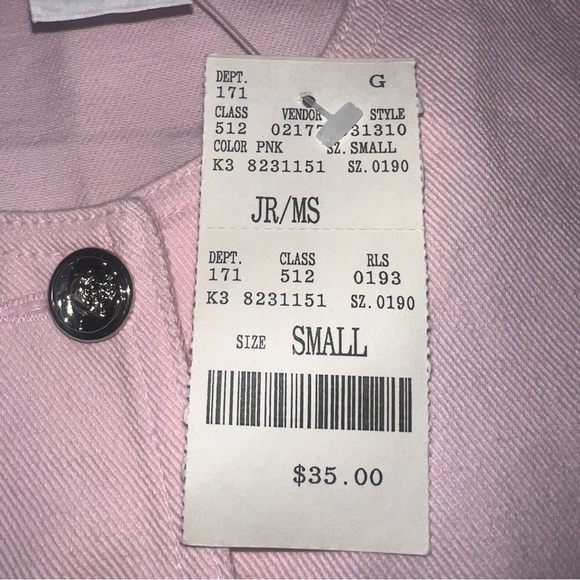 DEPT. G
171
CLASS VENDOR STYLE
512 31310
COLOR PNK SZ. SMALL
K3 8231151 SZ. 0190
JR/MS
DEPT. CLASS RLS
171 512 0193
K3 8231151 SZ. 0190
SIZE SMALL
$35.00